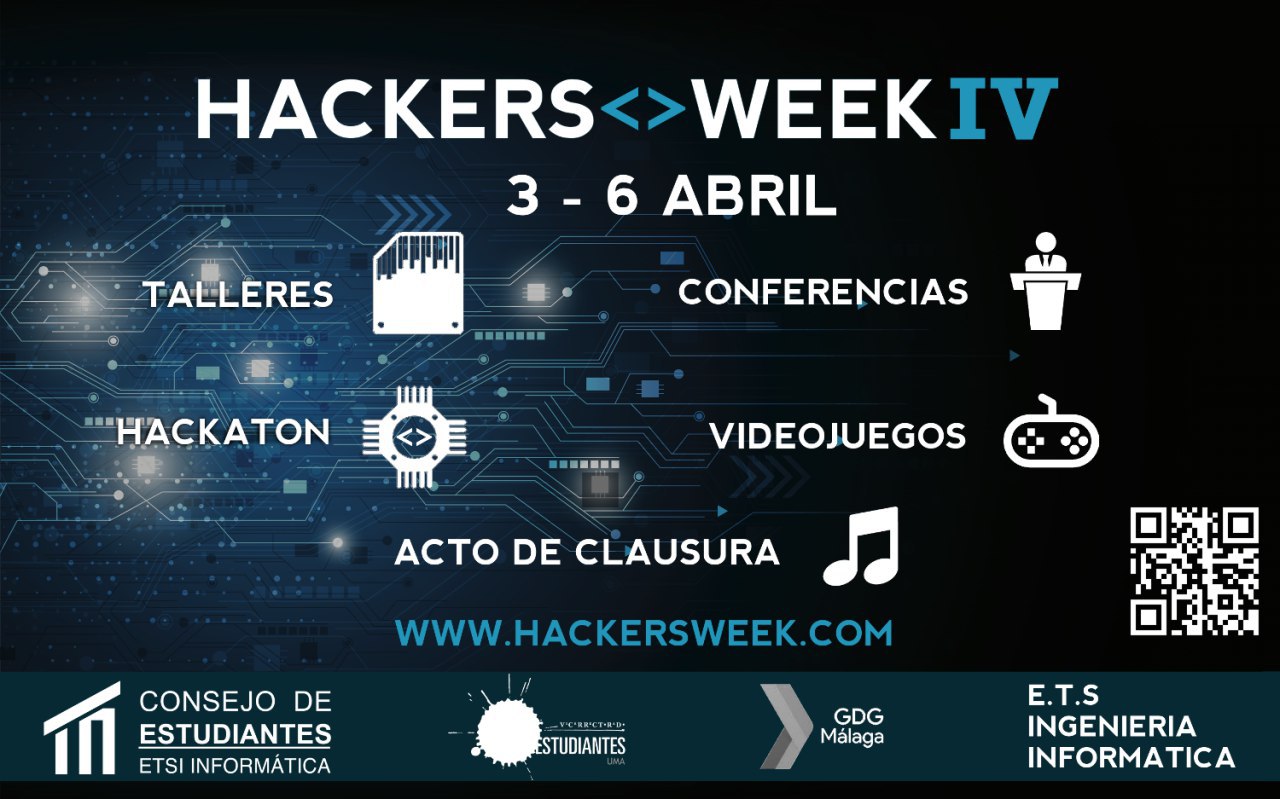 HACKERS<>WEEK IV
3 - 6 ABRIL
TALLERES
CONFERENCIAS
HACKATON
<>
VIDEOJUEGOS
ACTO DE CLAUSURA
WWW.HACKERSWEEK.COM
CONSEJO DE
ESTUDIANTES
ETSI INFORMÁTICA
ESTUDIANTES
UMA
GDG
Málaga
E.T.S
INGENIERIA
INFORMATICA